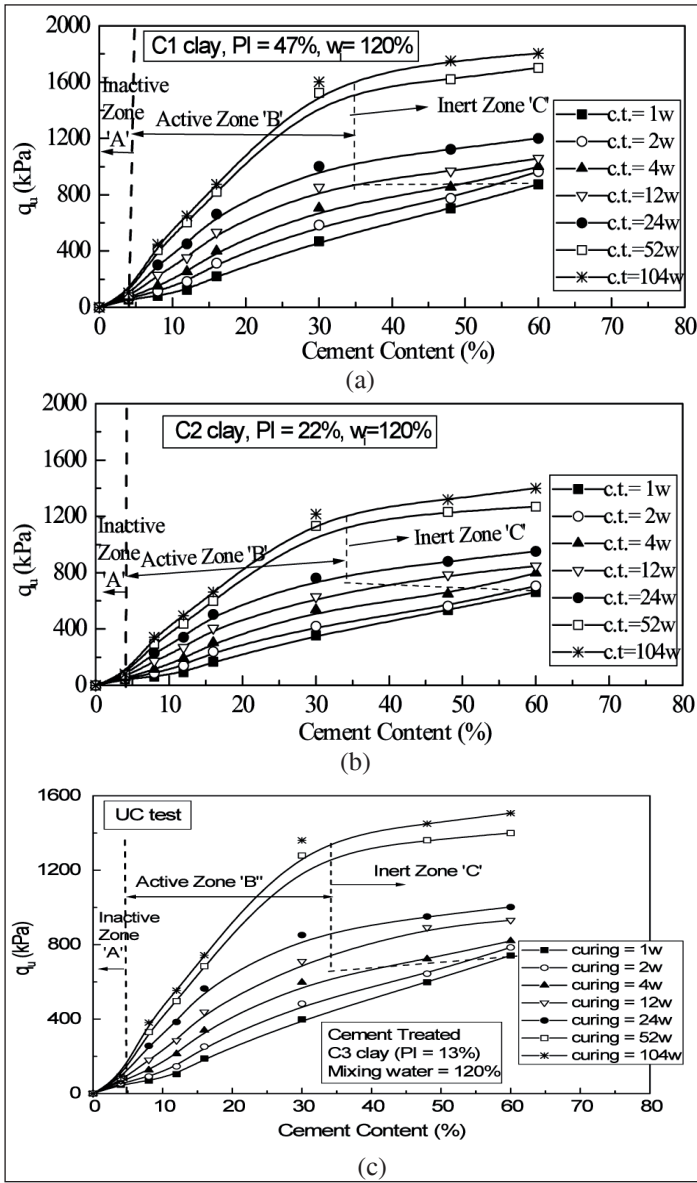 2000
1600
1200
800
400
0
q_u (kPa)
C1 clay, PI = 47%, w_i= 120%
Inactive
Zone
'A'
Active Zone 'B'
Inert Zone 'C'
c.t.= 1w
c.t.= 2w
c.t.= 4w
c.t.=12w
c.t.=24w
c.t.=52w
c.t=104w
0 10 20 30 40 50 60 70 80
Cement Content (%)
(a)
2000
1600
1200
800
400
0
q_u (kPa)
C2 clay, PI = 22%, w_i=120%
Inactive
Zone
'A'
Active Zone 'B'
Inert Zone 'C'
c.t.= 1w
c.t.= 2w
c.t.= 4w
c.t.=12w
c.t.=24w
c.t.=52w
c.t=104w
0 10 20 30 40 50 60 70 80
Cement Content (%)
(b)
1600
1200
800
400
0
q_u (kPa)
UC test
Inactive
Zone
'A'
Active Zone 'B"
Inert Zone 'C'
curing = 1w
curing = 2w
curing = 4w
curing = 12w
curing = 24w
curing = 52w
curing = 104w
Cement Treated
C3 clay (PI = 13%)
Mixing water = 120%
0 10 20 30 40 50 60 70 80
Cement Content (%)
(c)